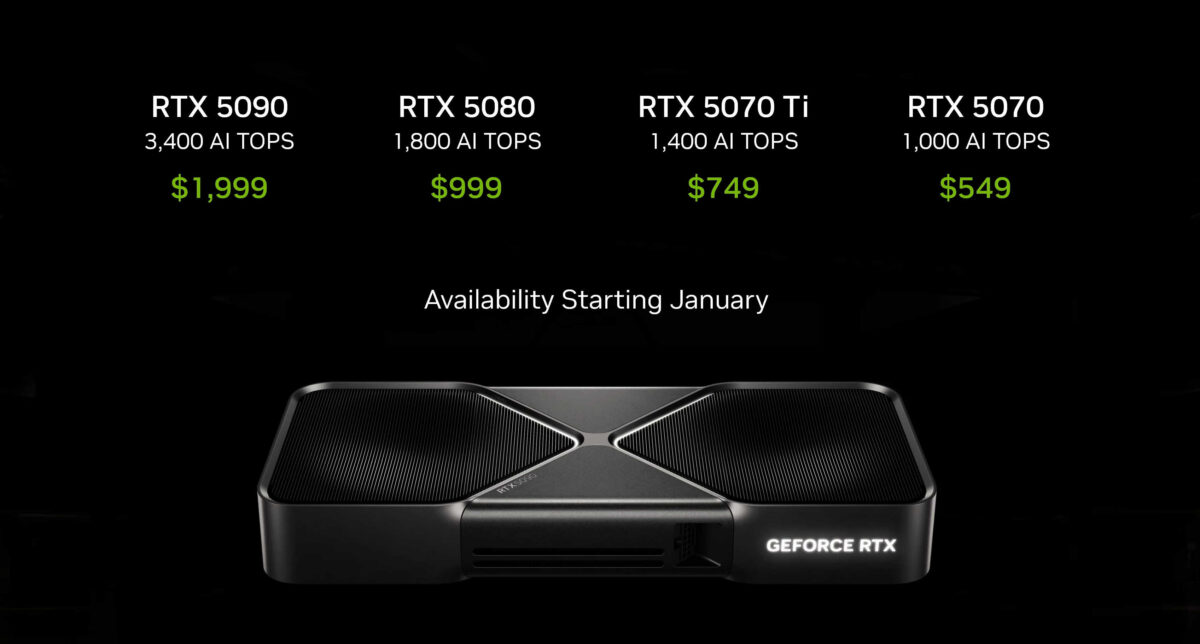 RTX 5090
3,400 AI TOPS
$1,999
RTX 5080
1,800 AI TOPS
$999
RTX 5070 Ti
1,400 AI TOPS
$749
RTX 5070
1,000 AI TOPS
$549
Availability Starting January
RTX5090
GEFORCE RTX